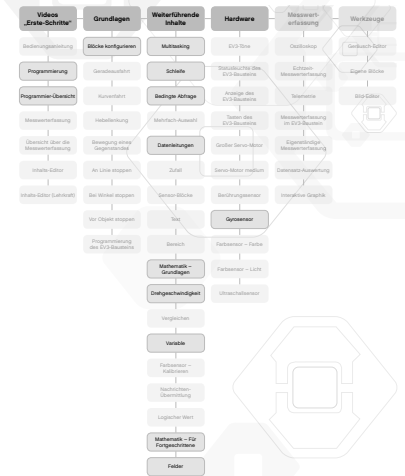 Videos
„Erste-Schritte“
Bedienungsanleitung
Programmierung
Programmier-Übersicht
Messwerterfassung
Übersicht über die
Messwerterfassung
Inhalte-Editor
Inhalte-Editor (Lehrkraft)
Grundlagen
Blöcke konfigurieren
Geradeausfahrt
Kurvenfahrt
Hebellenkung
Bewegung eines
Gegenstandes
An Linie stoppen
Bei Winkel stoppen
Vor Objekt stoppen
Programmierung
des EV3-Bausteins
Weiterführende
Inhalte
Multitasking
Schleife
Bedingte Abfrage
Mehrfach-Auswahl
Datenleitungen
Zufall
Sensor-Blöcke
Text
Bereich
Mathematik –
Grundlagen
Drehgeschwindigkeit
Vergleichen
Variable
Farbsensor –
Kalibrieren
Nachrichten-
Übermittlung
Logischer Wert
Mathematik – Für
Fortgeschrittene
Felder
Hardware
EV3-Töne
Statusleuchte des
EV3-Bausteins
Anzeige des
EV3-Bausteins
Tasten des
EV3-Bausteins
Großer Servo-Motor
Servo-Motor medium
Berührungssensor
Gyrosensor
Farbsensor – Farbe
Farbsensor – Licht
Ultraschallsensor
Messwert-
erfassung
Oszilloskop
Echtzeit-
Messwerterfassung
Telemetrie
Messwerterfassung
im EV3-Baustein
Eigenständige
Messwerterfassung
Datensatz-Auswertung
Interaktive Graphik
Werkzeuge
Geräusch-Editor
Eigene Blöcke
Bild-Editor